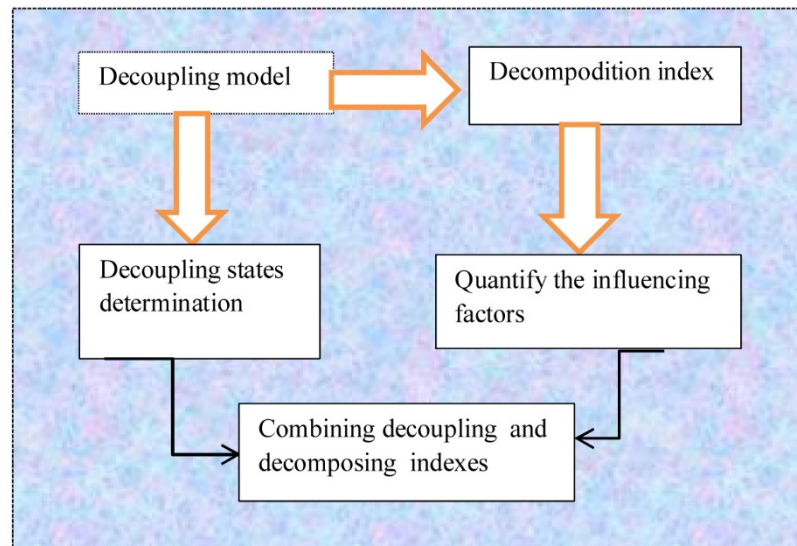 Decoupling model
Decompodition index
Decoupling states
determination
Quantify the influencing
factors
Combining decoupling and
decomposing indexes